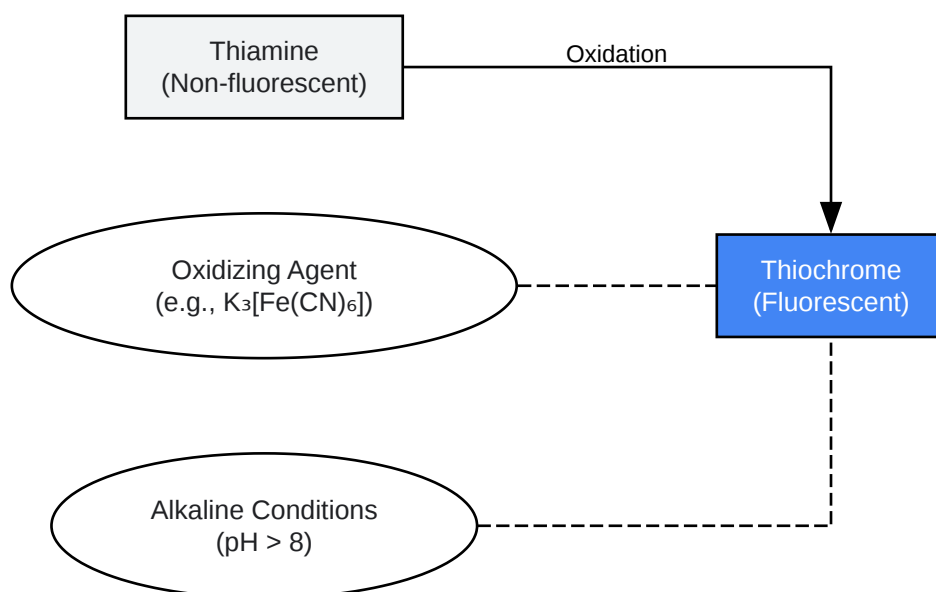 Thiamine
(Non-fluorescent)
Oxidation
Oxidizing Agent
(e.g., K₃[Fe(CN)₆])
Thiochrome
(Fluorescent)
Alkaline Conditions
(pH > 8)